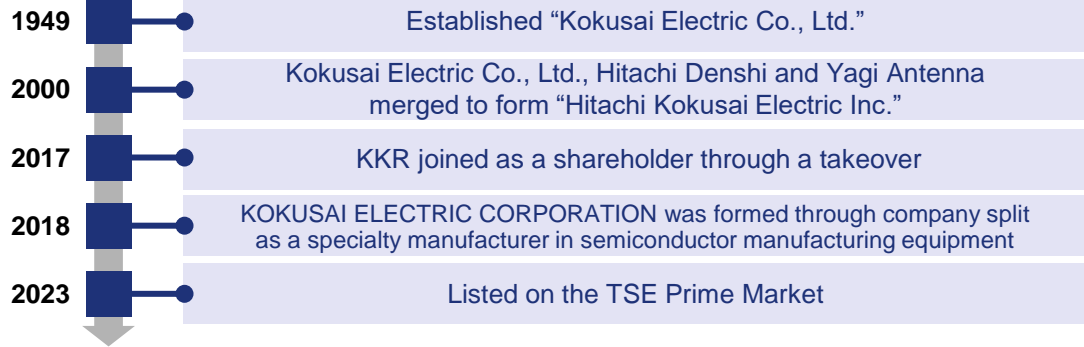 1949
Established “Kokusai Electric Co., Ltd.”
2000
Kokusai Electric Co., Ltd., Hitachi Denshi and Yagi Antenna
merged to form “Hitachi Kokusai Electric Inc.”
2017
KKR joined as a shareholder through a takeover
2018
KOKUSAI ELECTRIC CORPORATION was formed through company split
as a specialty manufacturer in semiconductor manufacturing equipment
2023
Listed on the TSE Prime Market